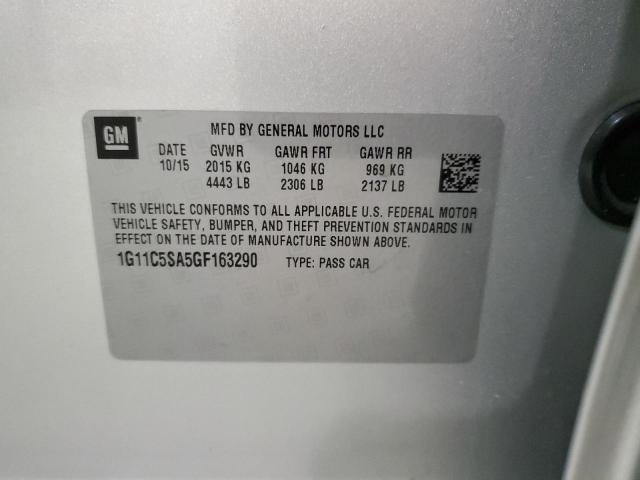 GM MFD BY GENERAL MOTORS LLC
DATE GVWR GAWR FRT GAWR RR
10/15 2015 KG 1046 KG 969 KG
4443 LB 2306 LB 2137 LB
THIS VEHICLE CONFORMS TO ALL APPLICABLE U.S. FEDERAL MOTOR
VEHICLE SAFETY, BUMPER, AND THEFT PREVENTION STANDARDS IN
EFFECT ON THE DATE OF MANUFACTURE SHOWN ABOVE.
1G11C5SA5GF163290 TYPE: PASS CAR